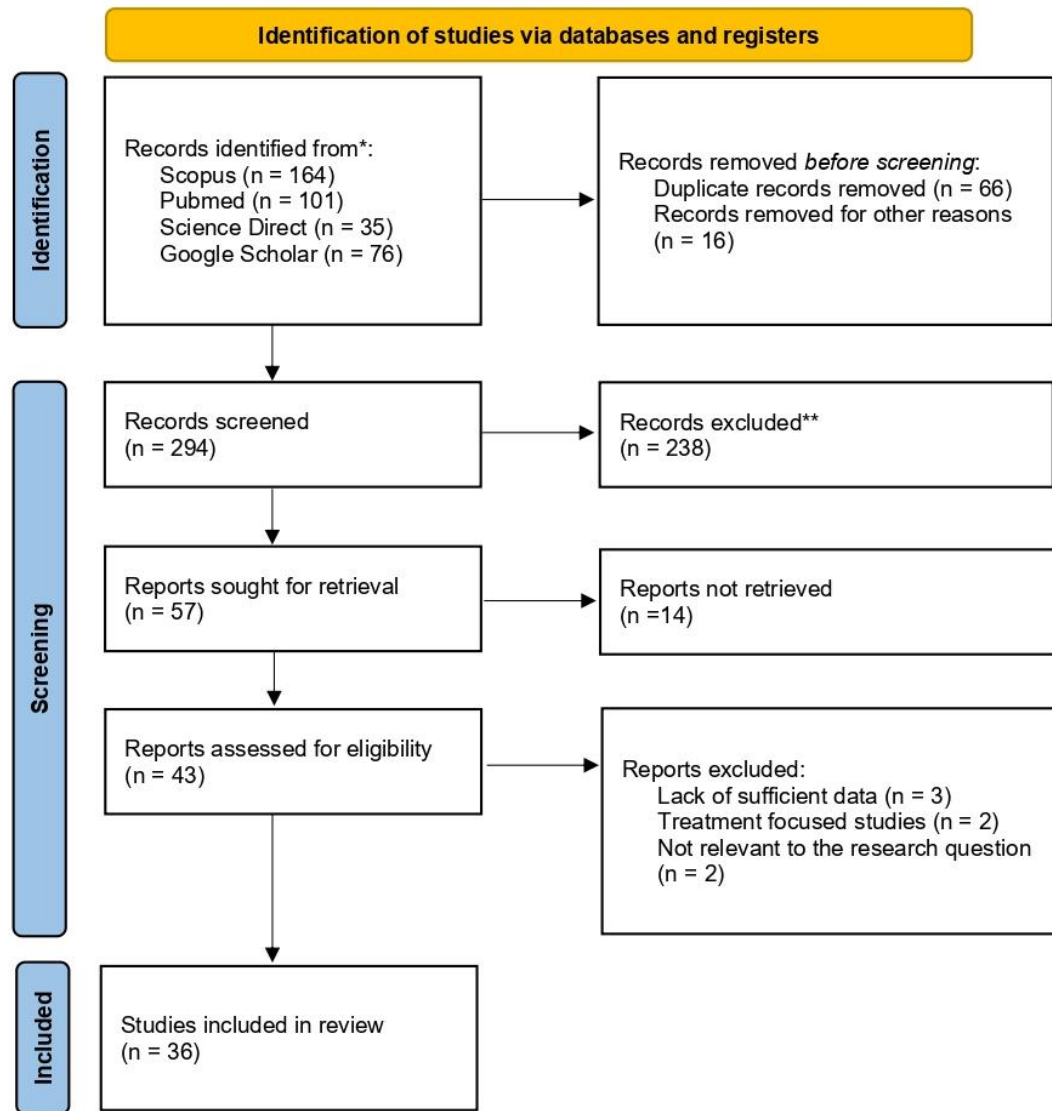 Identification of studies via databases and registers
Identification
Records identified from*:
Scopus (n = 164)
Pubmed (n = 101)
Science Direct (n = 35)
Google Scholar (n = 76)
Records removed before screening:
Duplicate records removed (n = 66)
Records removed for other reasons
(n = 16)
Screening
Records screened
(n = 294)
Records excluded**
(n = 238)
Reports sought for retrieval
(n = 57)
Reports not retrieved
(n =14)
Reports assessed for eligibility
(n = 43)
Reports excluded:
Lack of sufficient data (n = 3)
Treatment focused studies (n = 2)
Not relevant to the research question
(n = 2)
Included
Studies included in review
(n = 36)